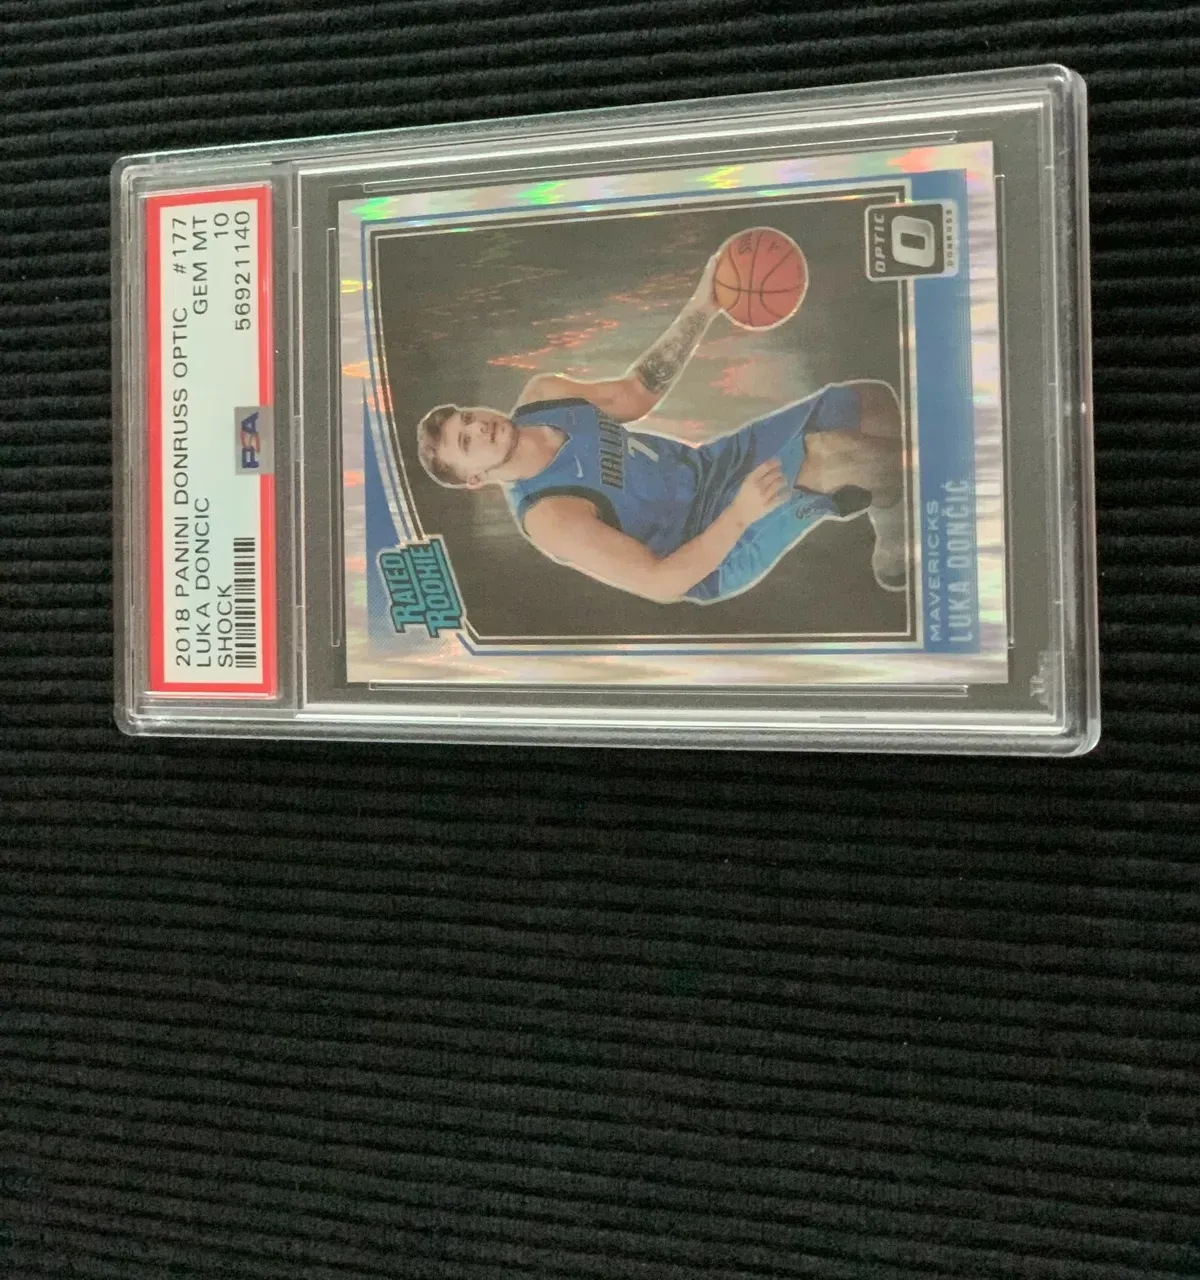 2018 PANINI DONRUSS OPTIC #177
LUKA DONCIC GEM MT
SHOCK 10
56921140
PSA
RATED
ROOKIE
DALLAS
7
OPTIC
DONRUSS
MAVERICKS
LUKA DONČIĆ